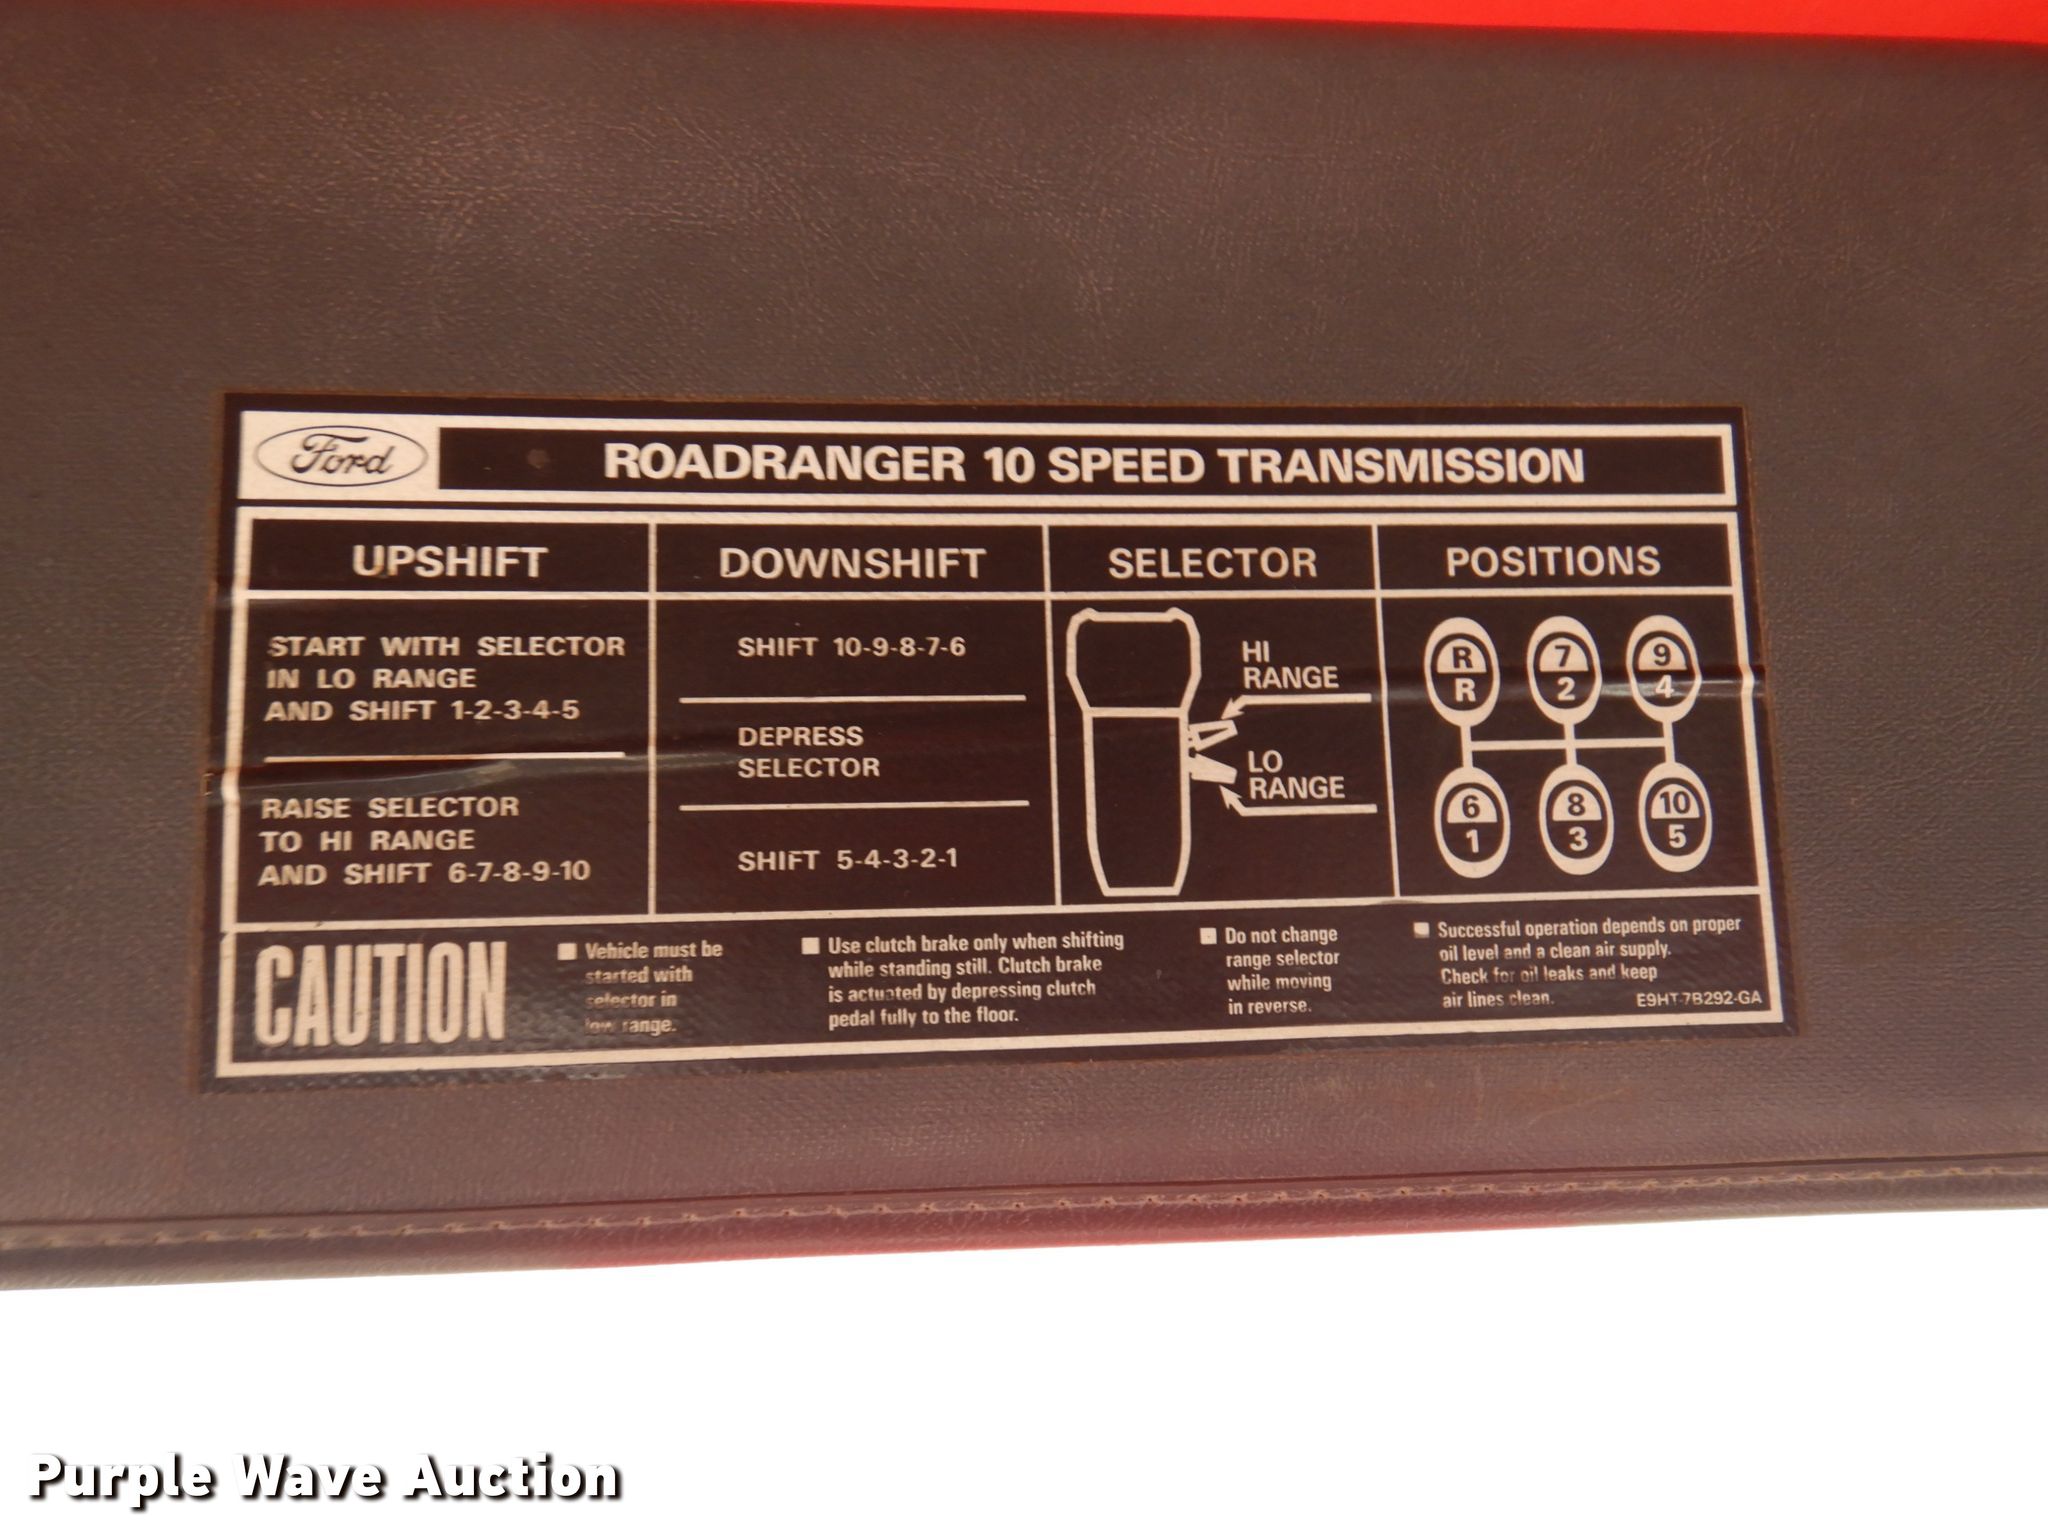 Ford
ROADRANGER 10 SPEED TRANSMISSION
UPSHIFT
START WITH SELECTOR
IN LO RANGE
AND SHIFT 1-2-3-4-5
RAISE SELECTOR
TO HI RANGE
AND SHIFT 6-7-8-9-10
DOWNSHIFT
SHIFT 10-9-8-7-6
DEPRESS
SELECTOR
SHIFT 5-4-3-2-1
SELECTOR
HI
RANGE
LO
RANGE
POSITIONS
R 7 9
R 2 4
6 8 10
1 3 5
CAUTION
Vehicle must be
started with
selector in
low range.
Use clutch brake only when shifting
while standing still. Clutch brake
is actuated by depressing clutch
pedal fully to the floor.
Do not change
range selector
while moving
in reverse.
Successful operation depends on proper
oil level and a clean air supply.
Check for oil leaks and keep
air lines clean.
E9HT-7B292-GA
Purple Wave Auction